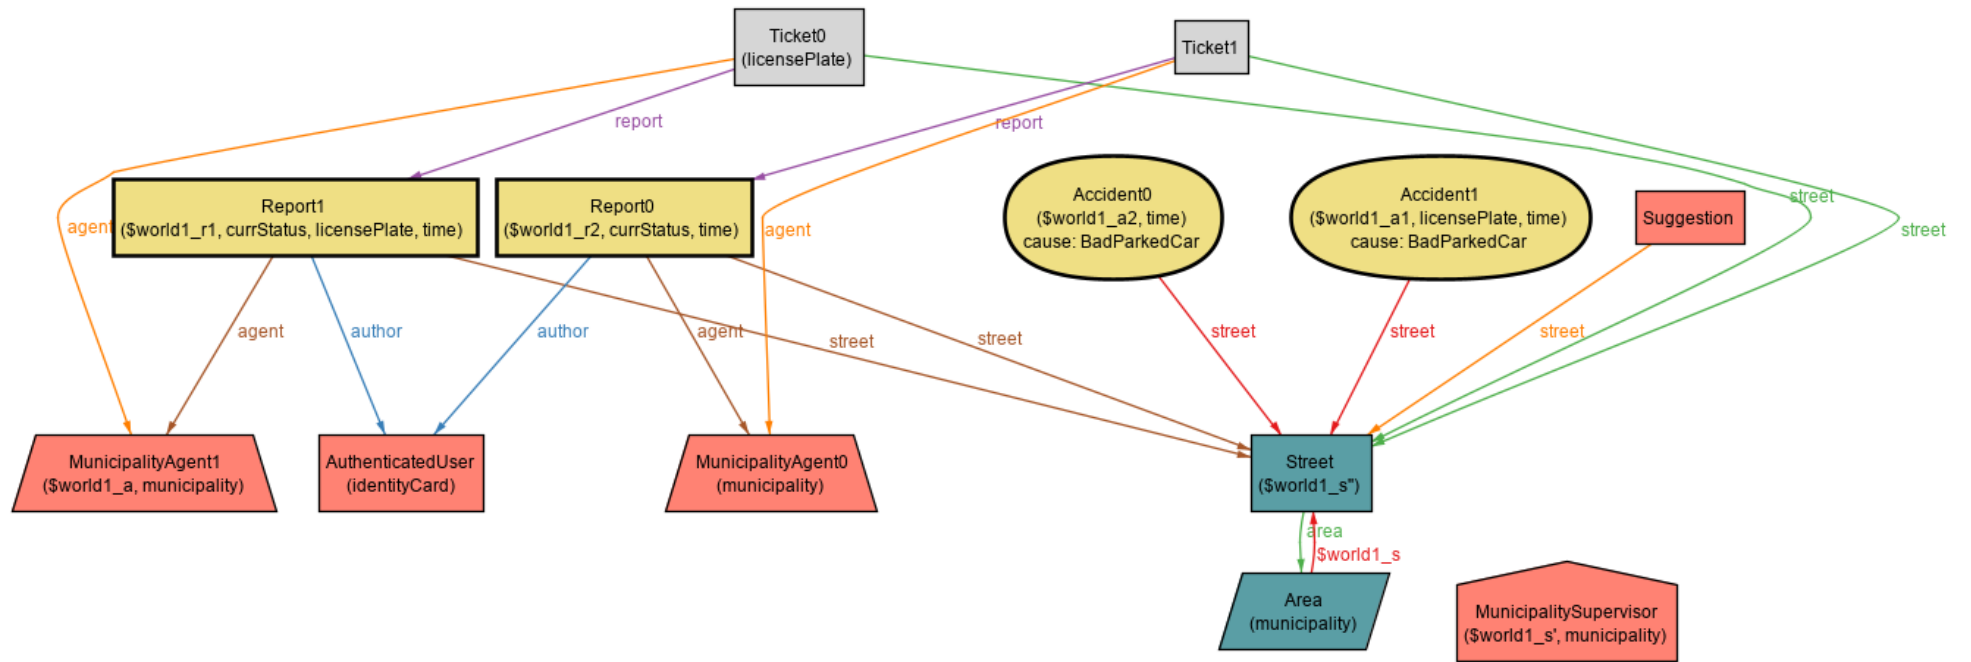 Ticket0
(licensePlate)
Ticket1
report
report
Report1
($world1_r1, currStatus, licensePlate, time)
Report0
($world1_r2, currStatus, time)
Accident0
($world1_a2, time)
cause: BadParkedCar
Accident1
($world1_a1, licensePlate, time)
cause: BadParkedCar
Suggestion
street
street
agent
agent
agent
author
author
agent
street
street
street
street
street
MunicipalityAgent1
($world1_a, municipality)
AuthenticatedUser
(identityCard)
MunicipalityAgent0
(municipality)
Street
($world1_s")
area
$world1_s
Area
(municipality)
MunicipalitySupervisor
($world1_s', municipality)